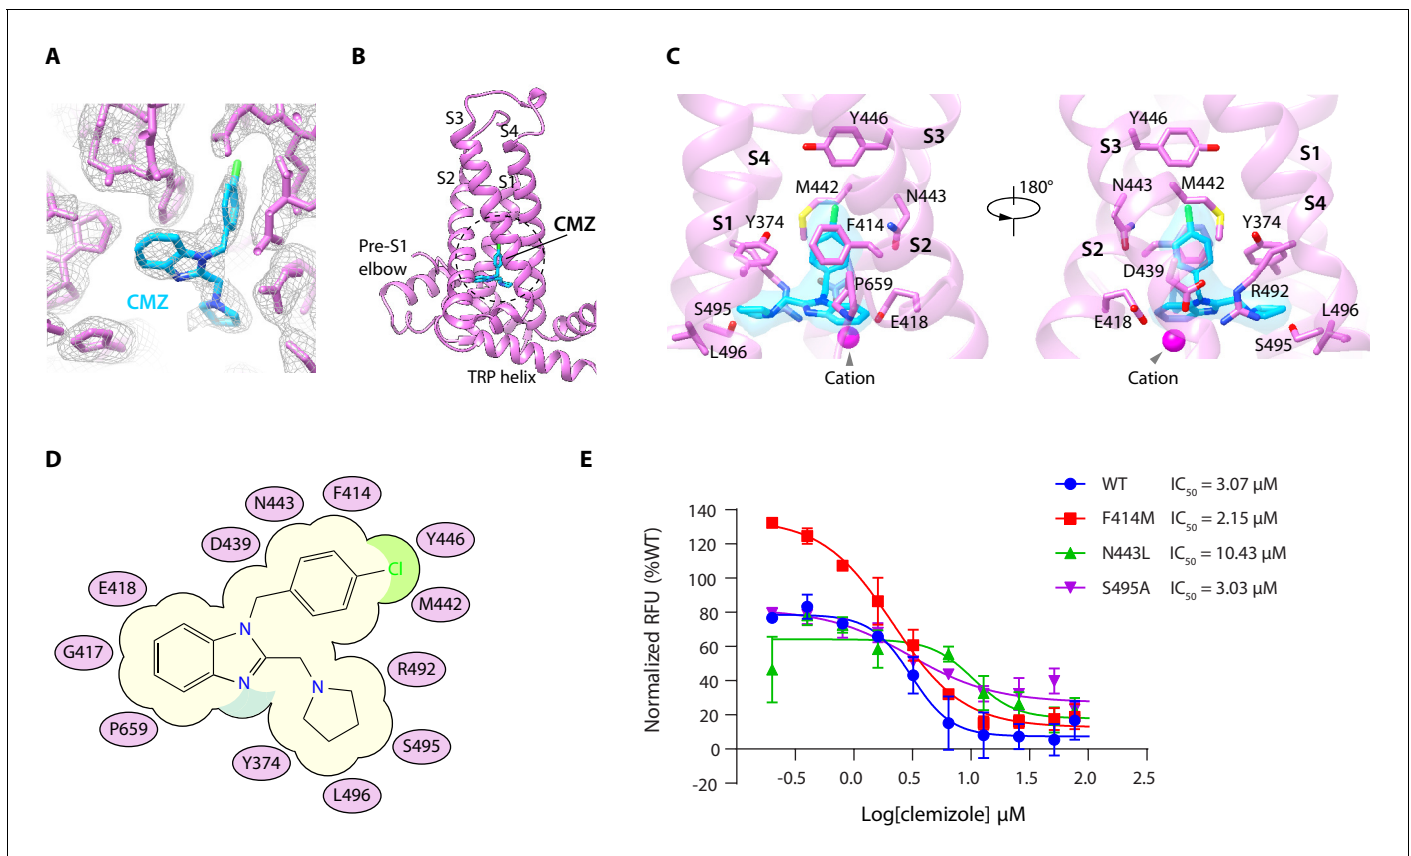 A
CMZ
B
S3
S4
S2
S1
CMZ
Pre-S1
elbow
TRP helix
C
Y446
S3
S4
M442
N443
S1
Y374
F414
S2
P659
S495
E418
L496
Cation
180°
Y446
S3
S1
N443
M442
S4
Y374
S2
D439
R492
E418
L496
S495
Cation
D
F414
N443
D439
Y446
Cl
E418
M442
N
G417
R492
N
N
P659
S495
Y374
L496
E
WT IC50 = 3.07 µM
F414M IC50 = 2.15 µM
N443L IC50 = 10.43 µM
S495A IC50 = 3.03 µM
Normalized RFU (%WT)
140
120
100
80
60
40
20
0
-20
-0.5 0.0 0.5 1.0 1.5 2.0 2.5
Log[clemizole] µM